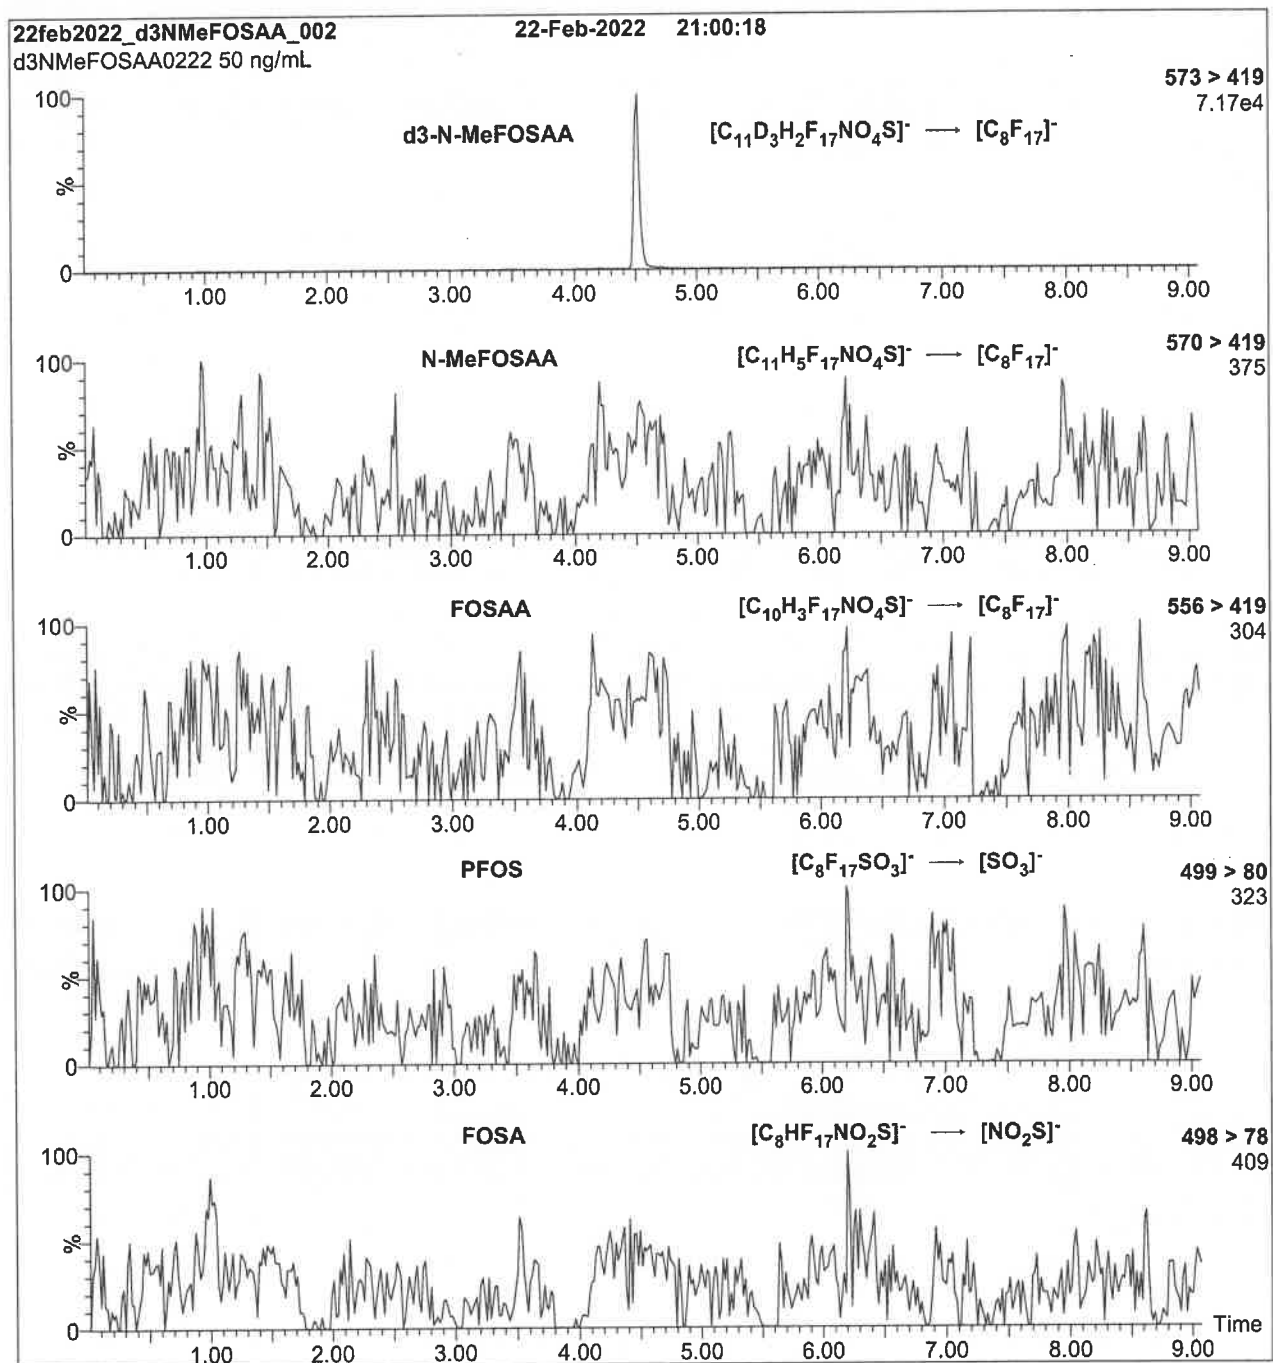 22feb2022_d3NMeFOSAA_002 22-Feb-2022 21:00:18
d3NMeFOSAA0222 50 ng/mL
573 > 419
7.17e4
d3-N-MeFOSAA [C₁₁D₃H₂F₁₇NO₄S]⁻ ⟶ [C₈F₁₇]⁻
100
%
0
1.00 2.00 3.00 4.00 5.00 6.00 7.00 8.00 9.00
570 > 419
375
N-MeFOSAA [C₁₁H₅F₁₇NO₄S]⁻ ⟶ [C₈F₁₇]⁻
100
%
0
1.00 2.00 3.00 4.00 5.00 6.00 7.00 8.00 9.00
556 > 419
304
FOSAA [C₁₀H₃F₁₇NO₄S]⁻ ⟶ [C₈F₁₇]⁻
100
%
0
1.00 2.00 3.00 4.00 5.00 6.00 7.00 8.00 9.00
499 > 80
323
PFOS [C₈F₁₇SO₃]⁻ ⟶ [SO₃]⁻
100
%
0
1.00 2.00 3.00 4.00 5.00 6.00 7.00 8.00 9.00
498 > 78
409
FOSA [C₈HF₁₇NO₂S]⁻ ⟶ [NO₂S]⁻
100
%
0
Time
1.00 2.00 3.00 4.00 5.00 6.00 7.00 8.00 9.00